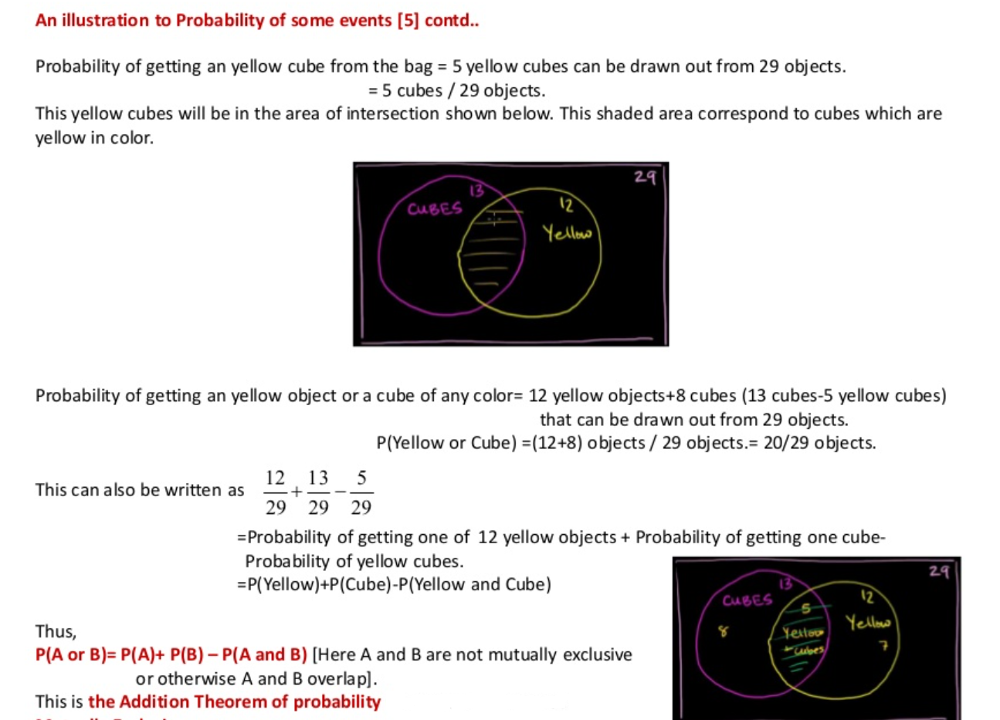 An illustration to Probability of some events [5] contd..
Probability of getting an yellow cube from the bag = 5 yellow cubes can be drawn out from 29 objects.
= 5 cubes / 29 objects.
This yellow cubes will be in the area of intersection shown below. This shaded area correspond to cubes which are
yellow in color.
29
13
CUBES
12
Yellow
Probability of getting an yellow object or a cube of any color= 12 yellow objects+8 cubes (13 cubes-5 yellow cubes)
that can be drawn out from 29 objects.
P(Yellow or Cube) =(12+8) objects / 29 objects.= 20/29 objects.
This can also be written as 12/29 + 13/29 − 5/29
=Probability of getting one of 12 yellow objects + Probability of getting one cube-
Probability of yellow cubes.
=P(Yellow)+P(Cube)-P(Yellow and Cube)
29
13
CUBES
12
5
Yellow
8
Yellow
7
cubes
Thus,
P(A or B)= P(A)+ P(B) – P(A and B) [Here A and B are not mutually exclusive
or otherwise A and B overlap].
This is the Addition Theorem of probability